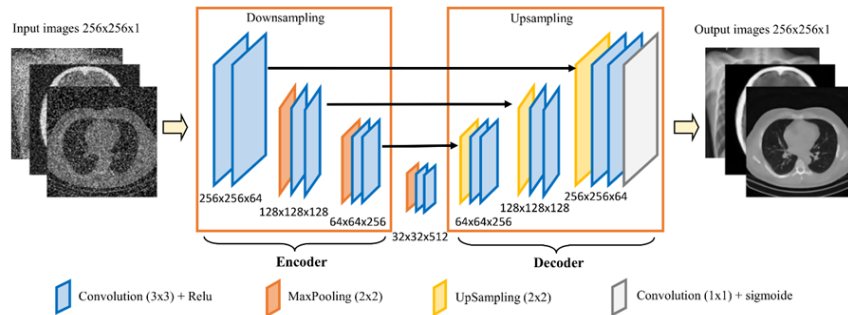 Downsampling
Upsampling
Input images 256x256x1
Output images 256x256x1
256x256x64
128x128x128
64x64x256
32x32x512
64x64x256
128x128x128
256x256x64
Encoder
Decoder
Convolution (3x3) + Relu
MaxPooling (2x2)
UpSampling (2x2)
Convolution (1x1) + sigmoide